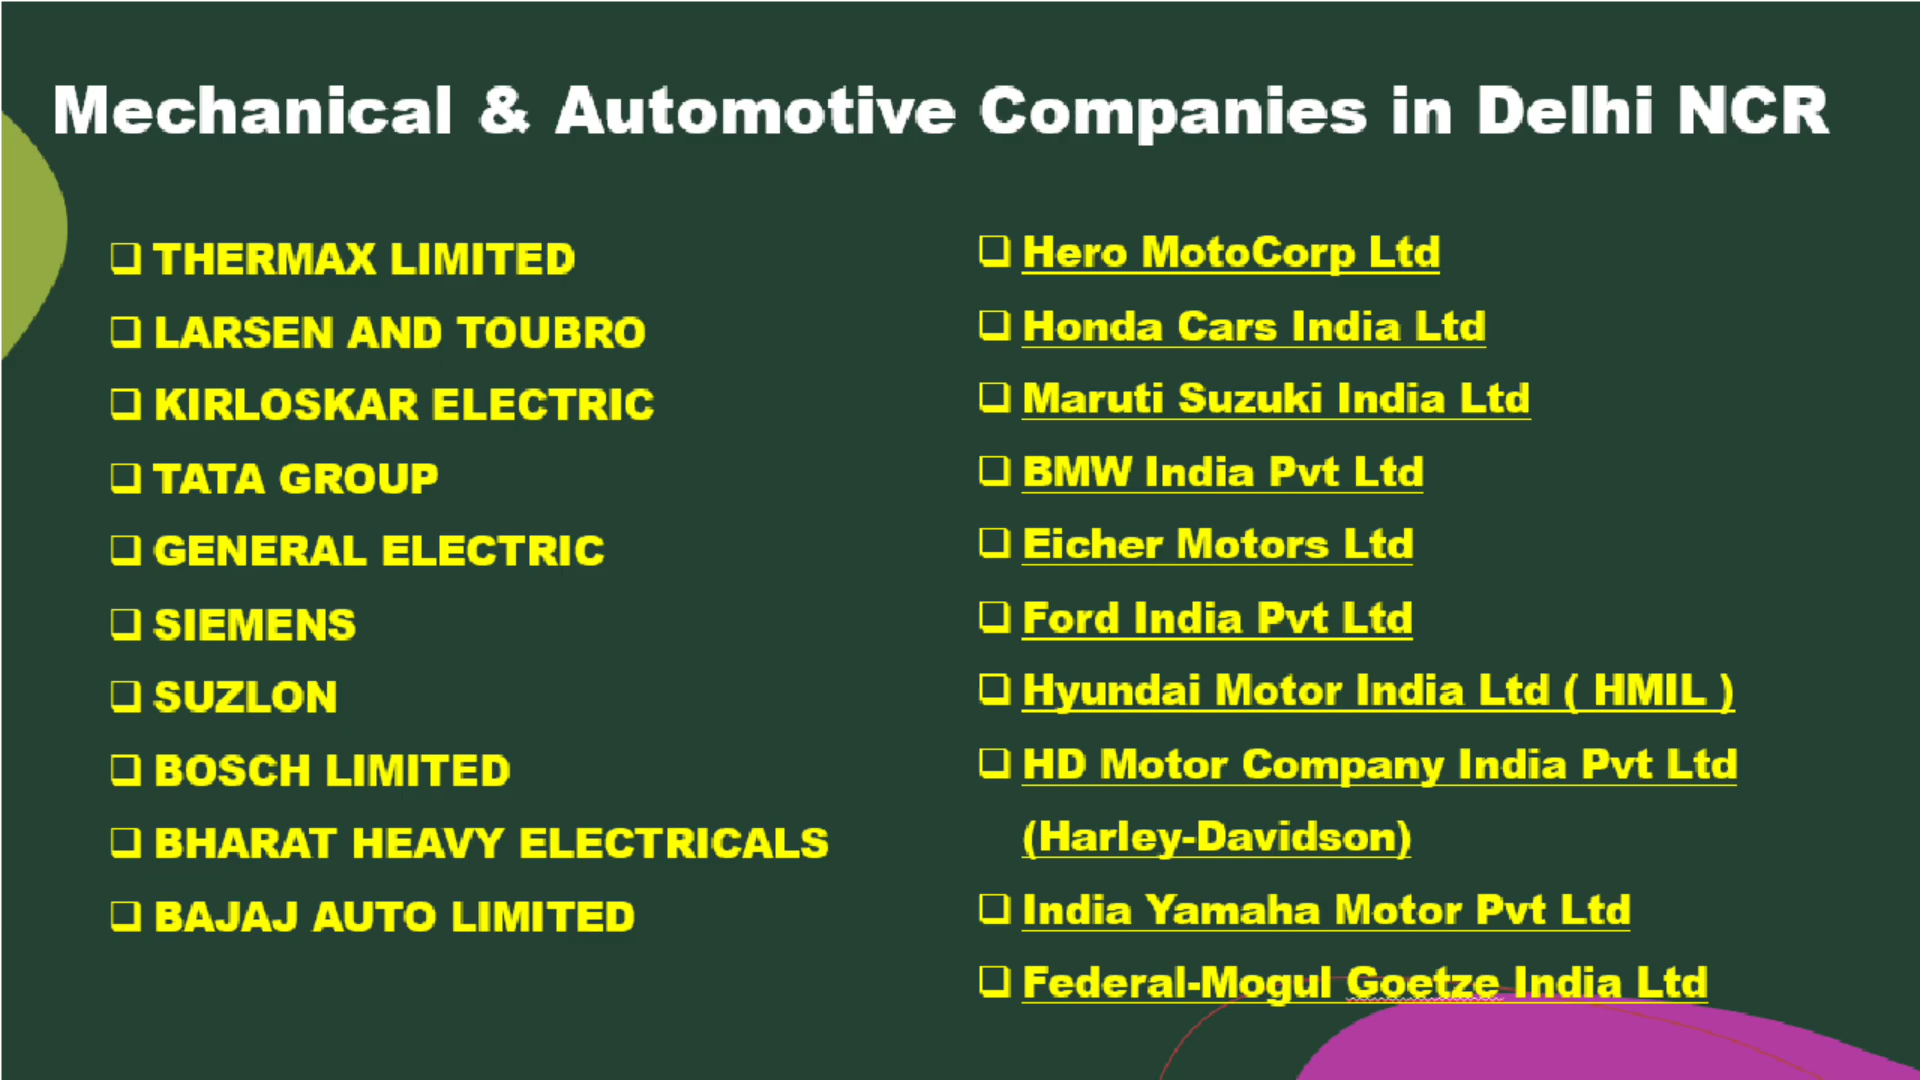 Mechanical & Automotive Companies in Delhi NCR
THERMAX LIMITED
LARSEN AND TOUBRO
KIRLOSKAR ELECTRIC
TATA GROUP
GENERAL ELECTRIC
SIEMENS
SUZLON
BOSCH LIMITED
BHARAT HEAVY ELECTRICALS
BAJAJ AUTO LIMITED
Hero MotoCorp Ltd
Honda Cars India Ltd
Maruti Suzuki India Ltd
BMW India Pvt Ltd
Eicher Motors Ltd
Ford India Pvt Ltd
Hyundai Motor India Ltd ( HMIL )
HD Motor Company India Pvt Ltd
(Harley-Davidson)
India Yamaha Motor Pvt Ltd
Federal-Mogul Goetze India Ltd